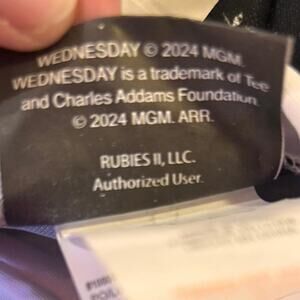 WEDNESDAY © 2024 MGM.
WEDNESDAY is a trademark of Tee
and Charles Addams Foundation.
© 2024 MGM. ARR.
RUBIES II, LLC.
Authorized User.